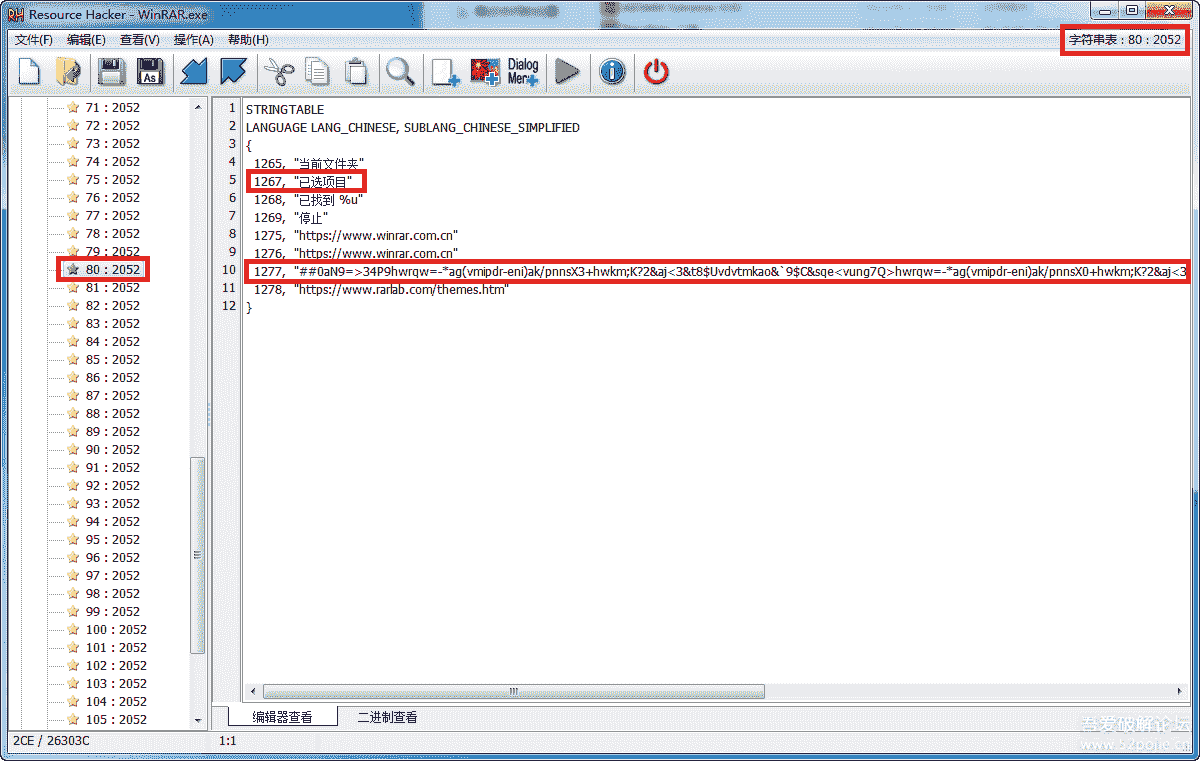 Resource Hacker - WinRAR.exe
文件(F) 编辑(E) 查看(V) 操作(A) 帮助(H)
字符串表 : 80 : 2052
As
Dialog
Menu
71 : 2052
72 : 2052
73 : 2052
74 : 2052
75 : 2052
76 : 2052
77 : 2052
78 : 2052
79 : 2052
80 : 2052
81 : 2052
82 : 2052
83 : 2052
84 : 2052
85 : 2052
86 : 2052
87 : 2052
88 : 2052
89 : 2052
90 : 2052
91 : 2052
92 : 2052
93 : 2052
94 : 2052
95 : 2052
96 : 2052
97 : 2052
98 : 2052
99 : 2052
100 : 2052
101 : 2052
102 : 2052
103 : 2052
104 : 2052
105 : 2052
1 STRINGTABLE
2 LANGUAGE LANG_CHINESE, SUBLANG_CHINESE_SIMPLIFIED
3 {
4 1265, "当前文件夹"
5 1267, "已选项目"
6 1268, "已找到 %u"
7 1269, "停止"
8 1275, "https://www.winrar.com.cn"
9 1276, "https://www.winrar.com.cn"
10 1277, "##0aN9=>34P9hwrqw=-*ag(vmipdr-eni)ak/pnnsX3+hwkm;K?2&aj<3&t8$Uvdvtmkao&`9$C&sqe<vung7Q>hwrqw=-*ag(vmipdr-eni)ak/pnnsX0+hwkm;K?2&aj<3
11 1278, "https://www.rarlab.com/themes.htm"
12 }
编辑器查看 二进制查看
2CE / 26303C 1:1
吾爱破解论坛
www.52pojie.cn